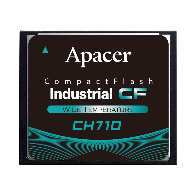 Apacer
CompactFlash
Industrial CF
WIDE TEMPERATURE
CH710